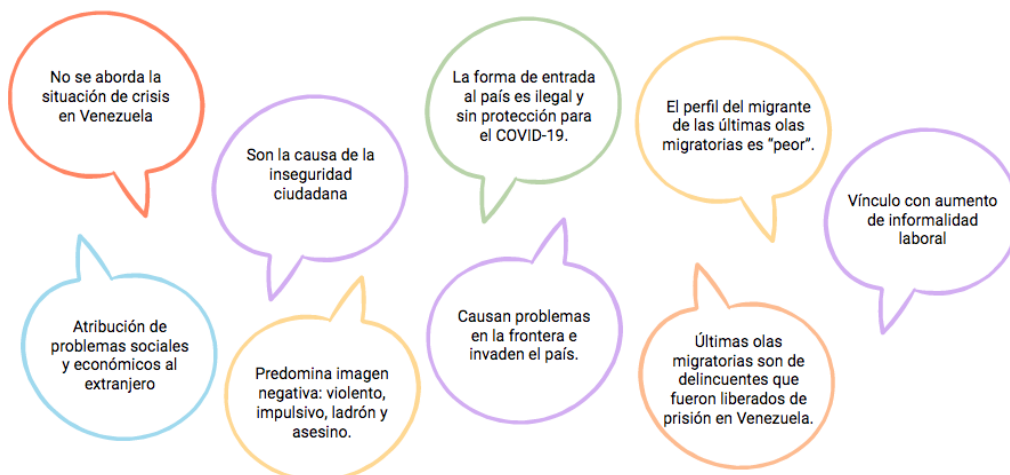 No se aborda la
situación de crisis
en Venezuela
Son la causa de la
inseguridad
ciudadana
La forma de entrada
al país es ilegal y
sin protección para
el COVID-19.
El perfil del migrante
de las últimas olas
migratorias es “peor”.
Vínculo con aumento
de informalidad
laboral
Atribución de
problemas sociales
y económicos al
extranjero
Predomina imagen
negativa: violento,
impulsivo, ladrón y
asesino.
Causan problemas
en la frontera e
invaden el país.
Últimas olas
migratorias son de
delincuentes que
fueron liberados de
prisión en Venezuela.